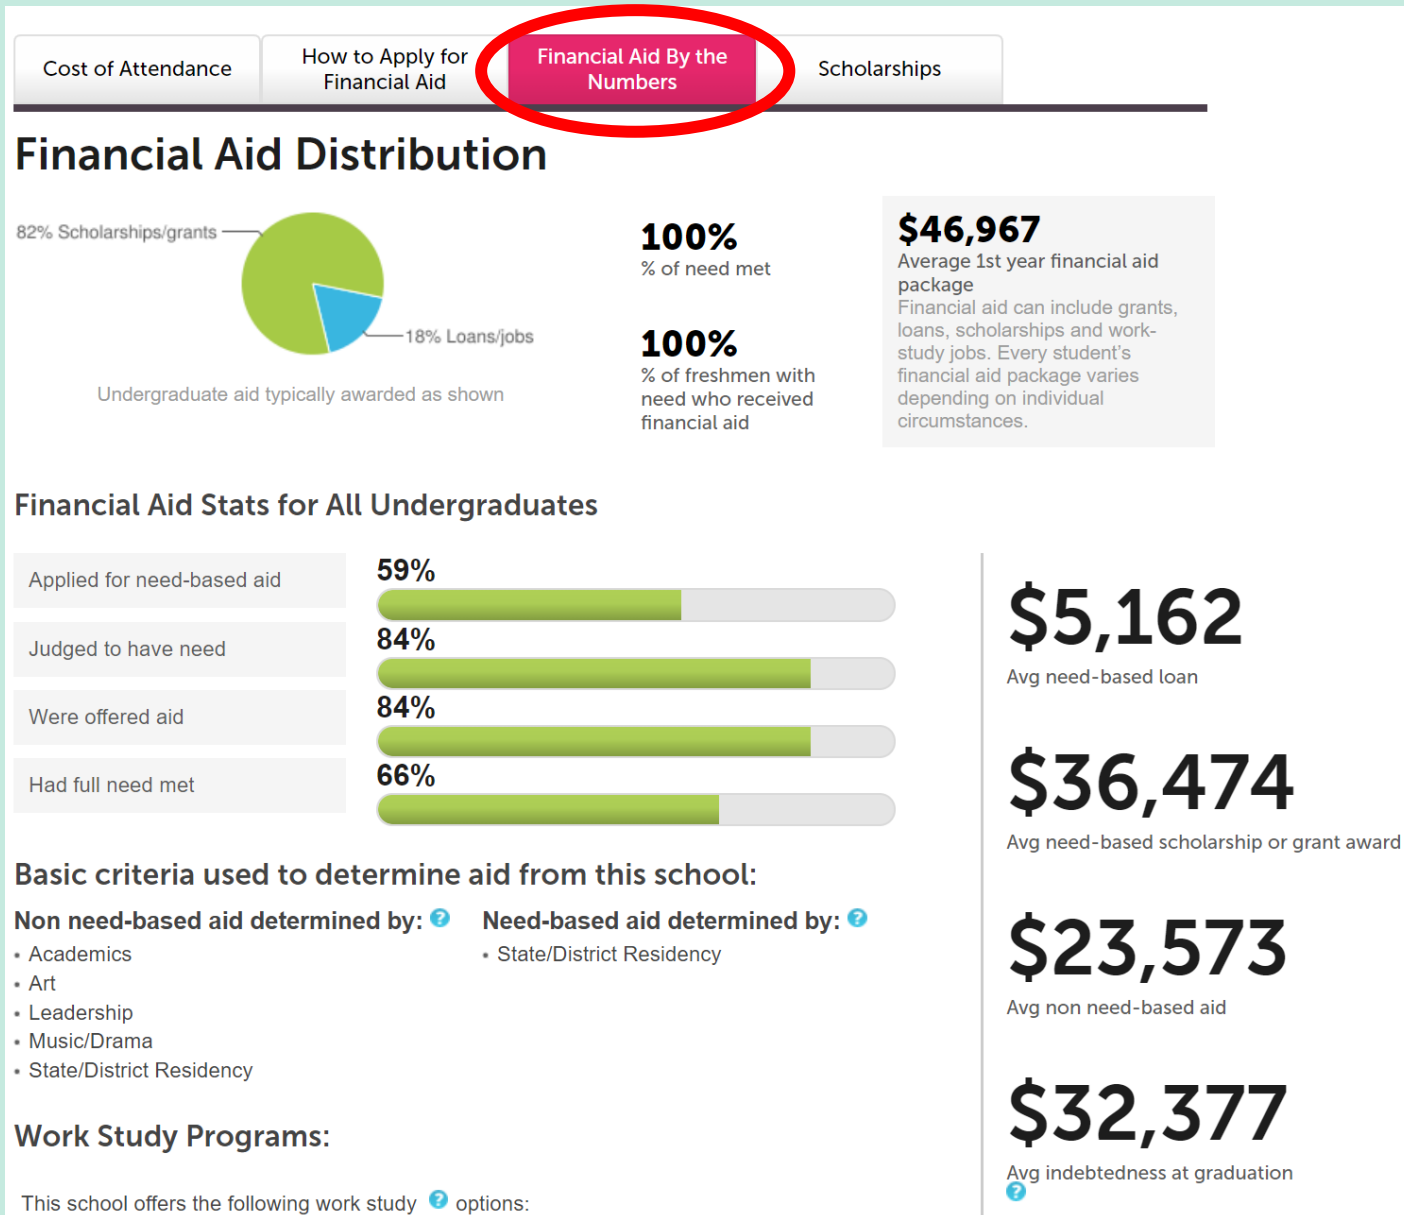 Cost of Attendance
How to Apply for
Financial Aid
Financial Aid By the
Numbers
Scholarships
Financial Aid Distribution
82% Scholarships/grants
18% Loans/jobs
Undergraduate aid typically awarded as shown
100%
% of need met
100%
% of freshmen with
need who received
financial aid
$46,967
Average 1st year financial aid
package
Financial aid can include grants,
loans, scholarships and work-
study jobs. Every student's
financial aid package varies
depending on individual
circumstances.
Financial Aid Stats for All Undergraduates
Applied for need-based aid
59%
Judged to have need
84%
Were offered aid
84%
Had full need met
66%
$5,162
Avg need-based loan
$36,474
Avg need-based scholarship or grant award
$23,573
Avg non need-based aid
$32,377
Avg indebtedness at graduation
?
Basic criteria used to determine aid from this school:
Non need-based aid determined by: ?
• Academics
• Art
• Leadership
• Music/Drama
• State/District Residency
Need-based aid determined by: ?
• State/District Residency
Work Study Programs:
This school offers the following work study ? options: